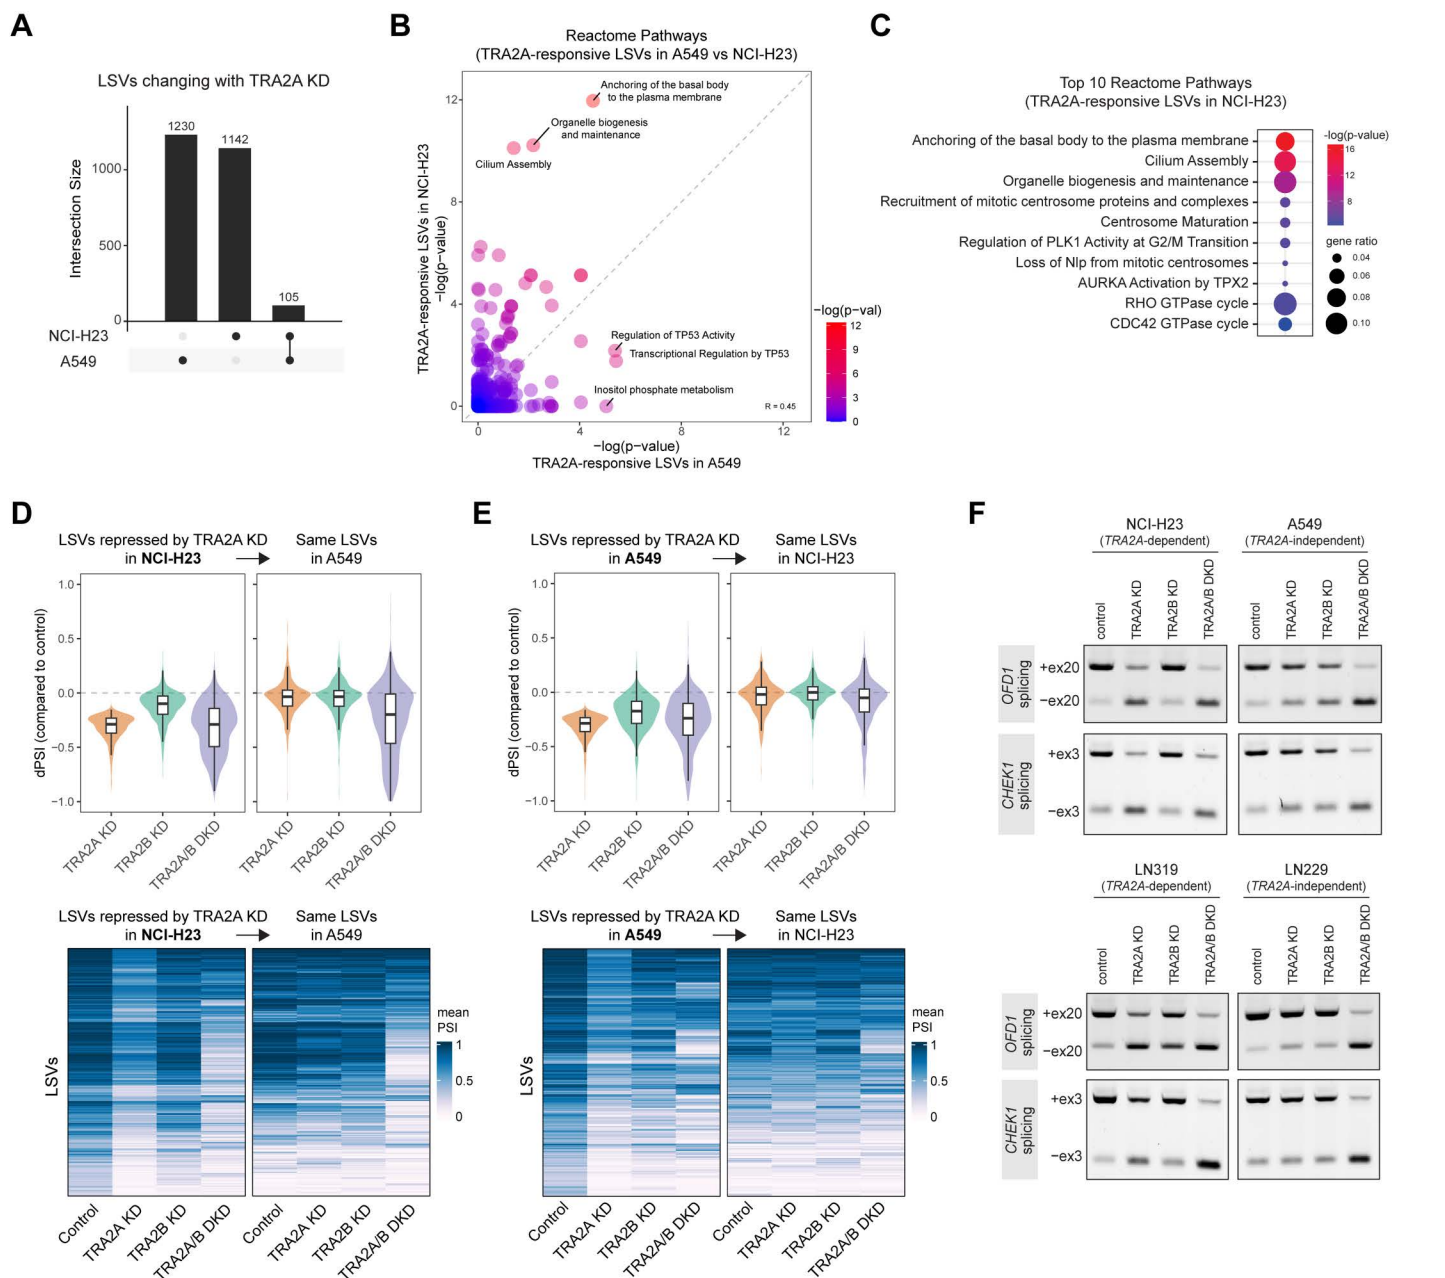 A
LSVs changing with TRA2A KD
Intersection Size
1000
500
0
1230
1142
105
NCI-H23
A549
B
Reactome Pathways
(TRA2A-responsive LSVs in A549 vs NCI-H23)
TRA2A-responsive LSVs in NCI-H23
−log(p−value)
12
8
4
0
Anchoring of the basal body
to the plasma membrane
Organelle biogenesis
and maintenance
Cilium Assembly
Regulation of TP53 Activity
Transcriptional Regulation by TP53
Inositol phosphate metabolism
R = 0.45
0
4
8
12
−log(p−value)
TRA2A-responsive LSVs in A549
−log(p−val)
12
9
6
3
0
C
Top 10 Reactome Pathways
(TRA2A-responsive LSVs in NCI-H23)
Anchoring of the basal body to the plasma membrane
Cilium Assembly
Organelle biogenesis and maintenance
Recruitment of mitotic centrosome proteins and complexes
Centrosome Maturation
Regulation of PLK1 Activity at G2/M Transition
Loss of Nlp from mitotic centrosomes
AURKA Activation by TPX2
RHO GTPase cycle
CDC42 GTPase cycle
-log(p-value)
16
12
8
gene ratio
0.04
0.06
0.08
0.10
D
LSVs repressed by TRA2A KD
in NCI-H23
Same LSVs
in A549
dPSI (compared to control)
1.0
0.5
0.0
−0.5
−1.0
TRA2A KD
TRA2B KD
TRA2A/B DKD
TRA2A KD
TRA2B KD
TRA2A/B DKD
LSVs repressed by TRA2A KD
in NCI-H23
Same LSVs
in A549
LSVs
mean
PSI
1
0.5
0
Control
TRA2A KD
TRA2B KD
TRA2A/B DKD
Control
TRA2A KD
TRA2B KD
TRA2A/B DKD
E
LSVs repressed by TRA2A KD
in A549
Same LSVs
in NCI-H23
dPSI (compared to control)
1.0
0.5
0.0
−0.5
−1.0
TRA2A KD
TRA2B KD
TRA2A/B DKD
TRA2A KD
TRA2B KD
TRA2A/B DKD
LSVs repressed by TRA2A KD
in A549
Same LSVs
in NCI-H23
LSVs
mean
PSI
1
0.5
0
Control
TRA2A KD
TRA2B KD
TRA2A/B DKD
Control
TRA2A KD
TRA2B KD
TRA2A/B DKD
F
NCI-H23
(TRA2A-dependent)
A549
(TRA2A-independent)
control
TRA2A KD
TRA2B KD
TRA2A/B DKD
control
TRA2A KD
TRA2B KD
TRA2A/B DKD
OFD1
splicing
+ex20
−ex20
CHEK1
splicing
+ex3
−ex3
LN319
(TRA2A-dependent)
LN229
(TRA2A-independent)
control
TRA2A KD
TRA2B KD
TRA2A/B DKD
control
TRA2A KD
TRA2B KD
TRA2A/B DKD
OFD1
splicing
+ex20
−ex20
CHEK1
splicing
+ex3
−ex3